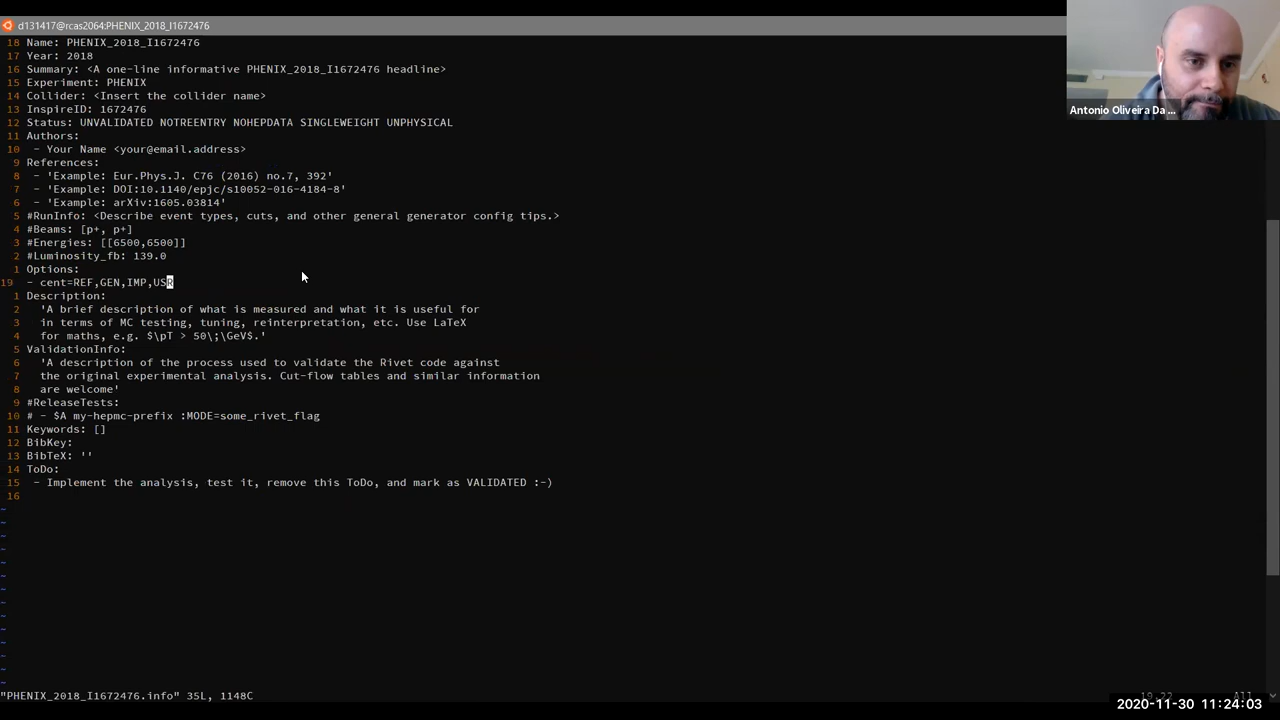 d131417@rcas2064:PHENIX_2018_I1672476
18 Name: PHENIX_2018_I1672476
17 Year: 2018
16 Summary: <A one-line informative PHENIX_2018_I1672476 headline>
15 Experiment: PHENIX
14 Collider: <Insert the collider name>
13 InspireID: 1672476
12 Status: UNVALIDATED NOTREENTRY NOHEPDATA SINGLEWEIGHT UNPHYSICAL
11 Authors:
10  - Your Name <your@email.address>
9 References:
8  - 'Example: Eur.Phys.J. C76 (2016) no.7, 392'
7  - 'Example: DOI:10.1140/epjc/s10052-016-4184-8'
6  - 'Example: arXiv:1605.03814'
5 #RunInfo: <Describe event types, cuts, and other general generator config tips.>
4 #Beams: [p+, p+]
3 #Energies: [[6500,6500]]
2 #Luminosity_fb: 139.0
1 Options:
19 - cent=REF,GEN,IMP,USR
1 Description:
2   'A brief description of what is measured and what it is useful for
3   in terms of MC testing, tuning, reinterpretation, etc. Use LaTeX
4   for maths, e.g. $\pT > 50\;\GeV$.'
5 ValidationInfo:
6   'A description of the process used to validate the Rivet code against
7   the original experimental analysis. Cut-flow tables and similar information
8   are welcome'
9 #ReleaseTests:
10 # - $A my-hepmc-prefix :MODE=some_rivet_flag
11 Keywords: []
12 BibKey:
13 BibTeX: ''
14 ToDo:
15  - Implement the analysis, test it, remove this ToDo, and mark as VALIDATED :-)
16
~
~
~
~
~
~
~
~
~
~
~
~
~
~
"PHENIX_2018_I1672476.info" 35L, 1148C
19,22
All
Antonio Oliveira Da ...
2020-11-30 11:24:03